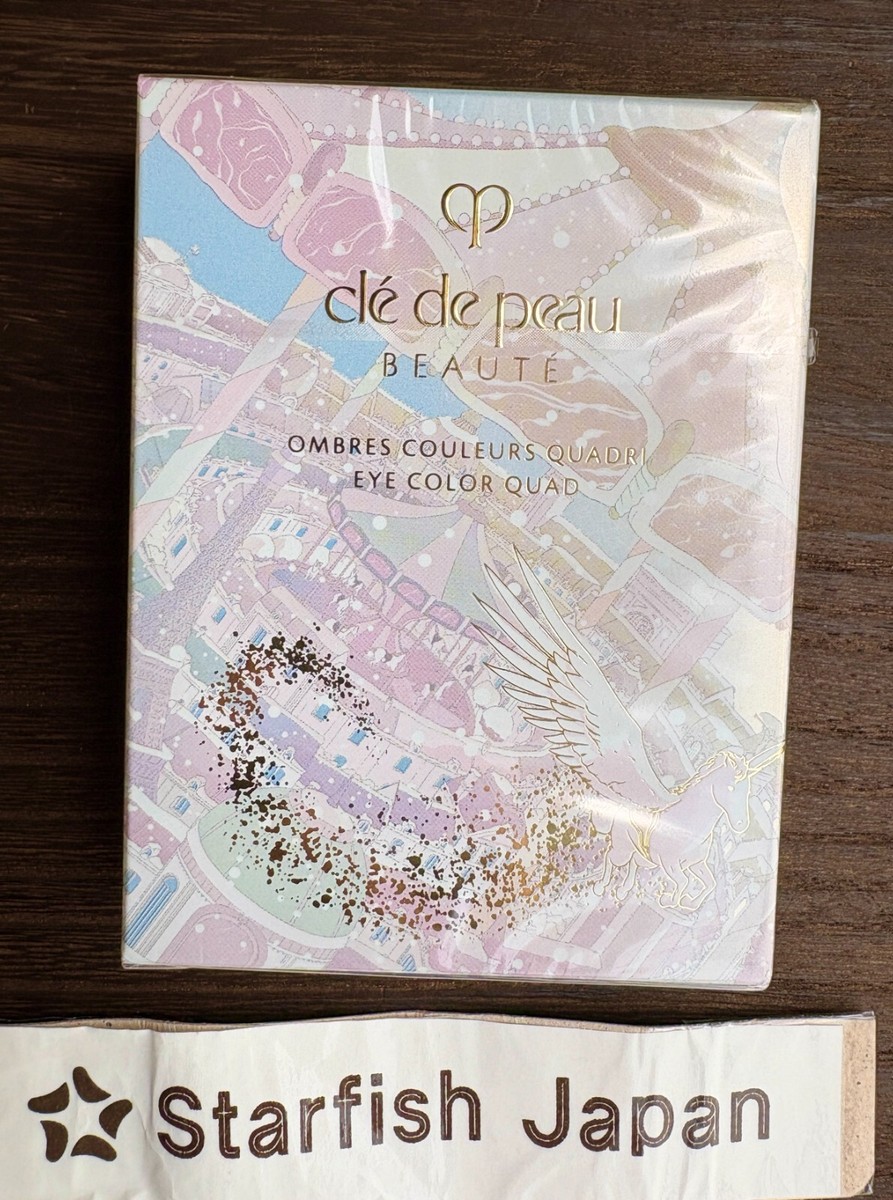 clé de peau
BEAUTÉ
OMBRES COULEURS QUADRI
EYE COLOR QUAD
Starfish Japan